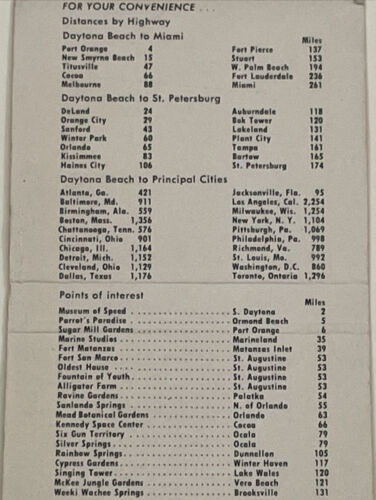 FOR YOUR CONVENIENCE . . .
Distances by Highway
Daytona Beach to Miami
Miles
Port Orange 4 Fort Pierce 137
New Smyrna Beach 15 Stuart 153
Titusville 47 W. Palm Beach 194
Cocoa 66 Fort Lauderdale 236
Melbourne 88 Miami 261
Daytona Beach to St. Petersburg
DeLand 24 Auburndale 118
Orange City 29 Bok Tower 120
Sanford 43 Lakeland 131
Winter Park 60 Plant City 141
Orlando 65 Tampa 161
Kissimmee 83 Bartow 165
Haines City 106 St. Petersburg 174
Daytona Beach to Principal Cities
Atlanta, Ga. 421 Jacksonville, Fla. 95
Baltimore, Md. 911 Los Angeles, Cal. 2,254
Birmingham, Ala. 559 Milwaukee, Wis. 1,254
Boston, Mass. 1,356 New York, N. Y. 1,104
Chattanooga, Tenn. 576 Pittsburg, Pa. 1,069
Cincinnati, Ohio 901 Philadelphia, Pa. 998
Chicago, Ill. 1,164 Richmond, Va. 789
Detroit, Mich. 1,152 St. Louis, Mo. 992
Cleveland, Ohio 1,129 Washington, D.C. 860
Dallas, Texas 1,176 Toronto, Ontario 1,296
Points of interest
Miles
Museum of Speed S. Daytona 2
Parrot's Paradise Ormond Beach 5
Sugar Mill Gardens Port Orange 6
Marine Studios Marineland 35
Fort Matanzas Matanzas Inlet 39
Fort San Marco St. Augustine 53
Oldest House St. Augustine 53
Fountain of Youth St. Augustine 53
Alligator Farm St. Augustine 53
Ravine Gardens Palatka 54
Sanlando Springs N. of Orlando 55
Mead Botanical Gardens Orlando 63
Kennedy Space Center Cocoa 66
Six Gun Territory Ocala 79
Silver Springs Ocala 79
Rainbow Springs Dunnellon 105
Cypress Gardens Winter Haven 117
Singing Tower Lake Wales 120
McKee Jungle Gardens Vero Beach 121
Weeki Wachee Springs Brooksville 131